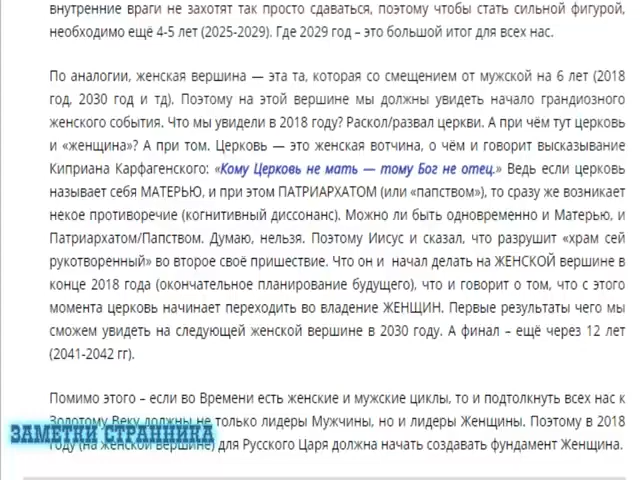 внутренние враги не захотят так просто сдаваться, поэтому чтобы стать сильной фигурой,
необходимо ещё 4-5 лет (2025-2029). Где 2029 год – это большой итог для всех нас.
По аналогии, женская вершина — эта та, которая со смещением от мужской на 6 лет (2018
год, 2030 год и тд). Поэтому на этой вершине мы должны увидеть начало грандиозного
женского события. Что мы увидели в 2018 году? Раскол/развал церкви. А при чём тут церковь
и «женщина»? А при том. Церковь — это женская вотчина, о чём и говорит высказывание
Киприана Карфагенского: «Кому Церковь не мать — тому Бог не отец.» Ведь если церковь
называет себя МАТЕРЬЮ, и при этом ПАТРИАРХАТОМ (или «папством»), то сразу же возникает
некое противоречие (когнитивный диссонанс). Можно ли быть одновременно и Матерью, и
Патриархатом/Папством. Думаю, нельзя. Поэтому Иисус и сказал, что разрушит «храм сей
рукотворенный» во второе своё пришествие. Что он и начал делать на ЖЕНСКОЙ вершине в
конце 2018 года (окончательное планирование будущего), что и говорит о том, что с этого
момента церковь начинает переходить во владение ЖЕНЩИН. Первые результаты чего мы
сможем увидеть на следующей женской вершине в 2030 году. А финал – ещё через 12 лет
(2041-2042 гг).
Помимо этого – если во Времени есть женские и мужские циклы, то и подтолкнуть всех нас к
Золотому Веку должны не только лидеры Мужчины, но и лидеры Женщины. Поэтому в 2018
ЗАМЕТКИ СТРАННИКА
году (на женской вершине) для Русского Царя должна начать создавать фундамент Женщина.